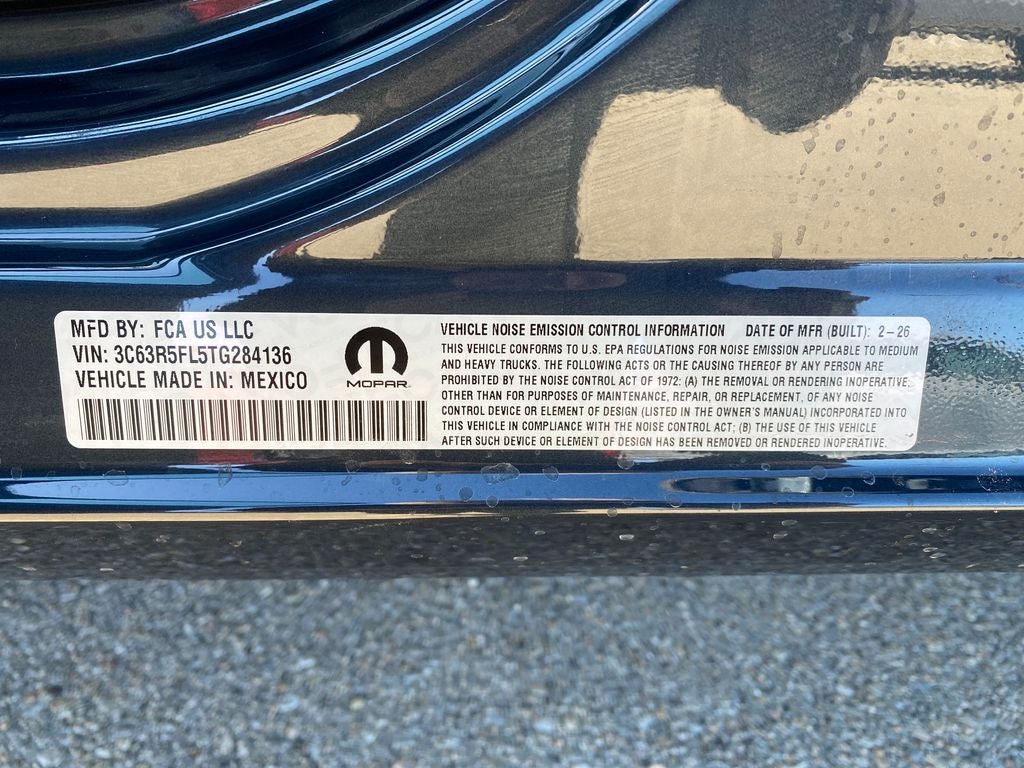 MFD BY: FCA US LLC
VIN: 3C63R5FL5TG284136
VEHICLE MADE IN: MEXICO
MOPAR
VEHICLE NOISE EMISSION CONTROL INFORMATION DATE OF MFR (BUILT): 2-26
THIS VEHICLE CONFORMS TO U.S. EPA REGULATIONS FOR NOISE EMISSION APPLICABLE TO MEDIUM
AND HEAVY TRUCKS. THE FOLLOWING ACTS OR THE CAUSING THEREOF BY ANY PERSON ARE
PROHIBITED BY THE NOISE CONTROL ACT OF 1972: (A) THE REMOVAL OR RENDERING INOPERATIVE,
OTHER THAN FOR PURPOSES OF MAINTENANCE, REPAIR, OR REPLACEMENT, OF ANY NOISE
CONTROL DEVICE OR ELEMENT OF DESIGN (LISTED IN THE OWNER'S MANUAL) INCORPORATED INTO
THIS VEHICLE IN COMPLIANCE WITH THE NOISE CONTROL ACT; (B) THE USE OF THIS VEHICLE
AFTER SUCH DEVICE OR ELEMENT OF DESIGN HAS BEEN REMOVED OR RENDERED INOPERATIVE.